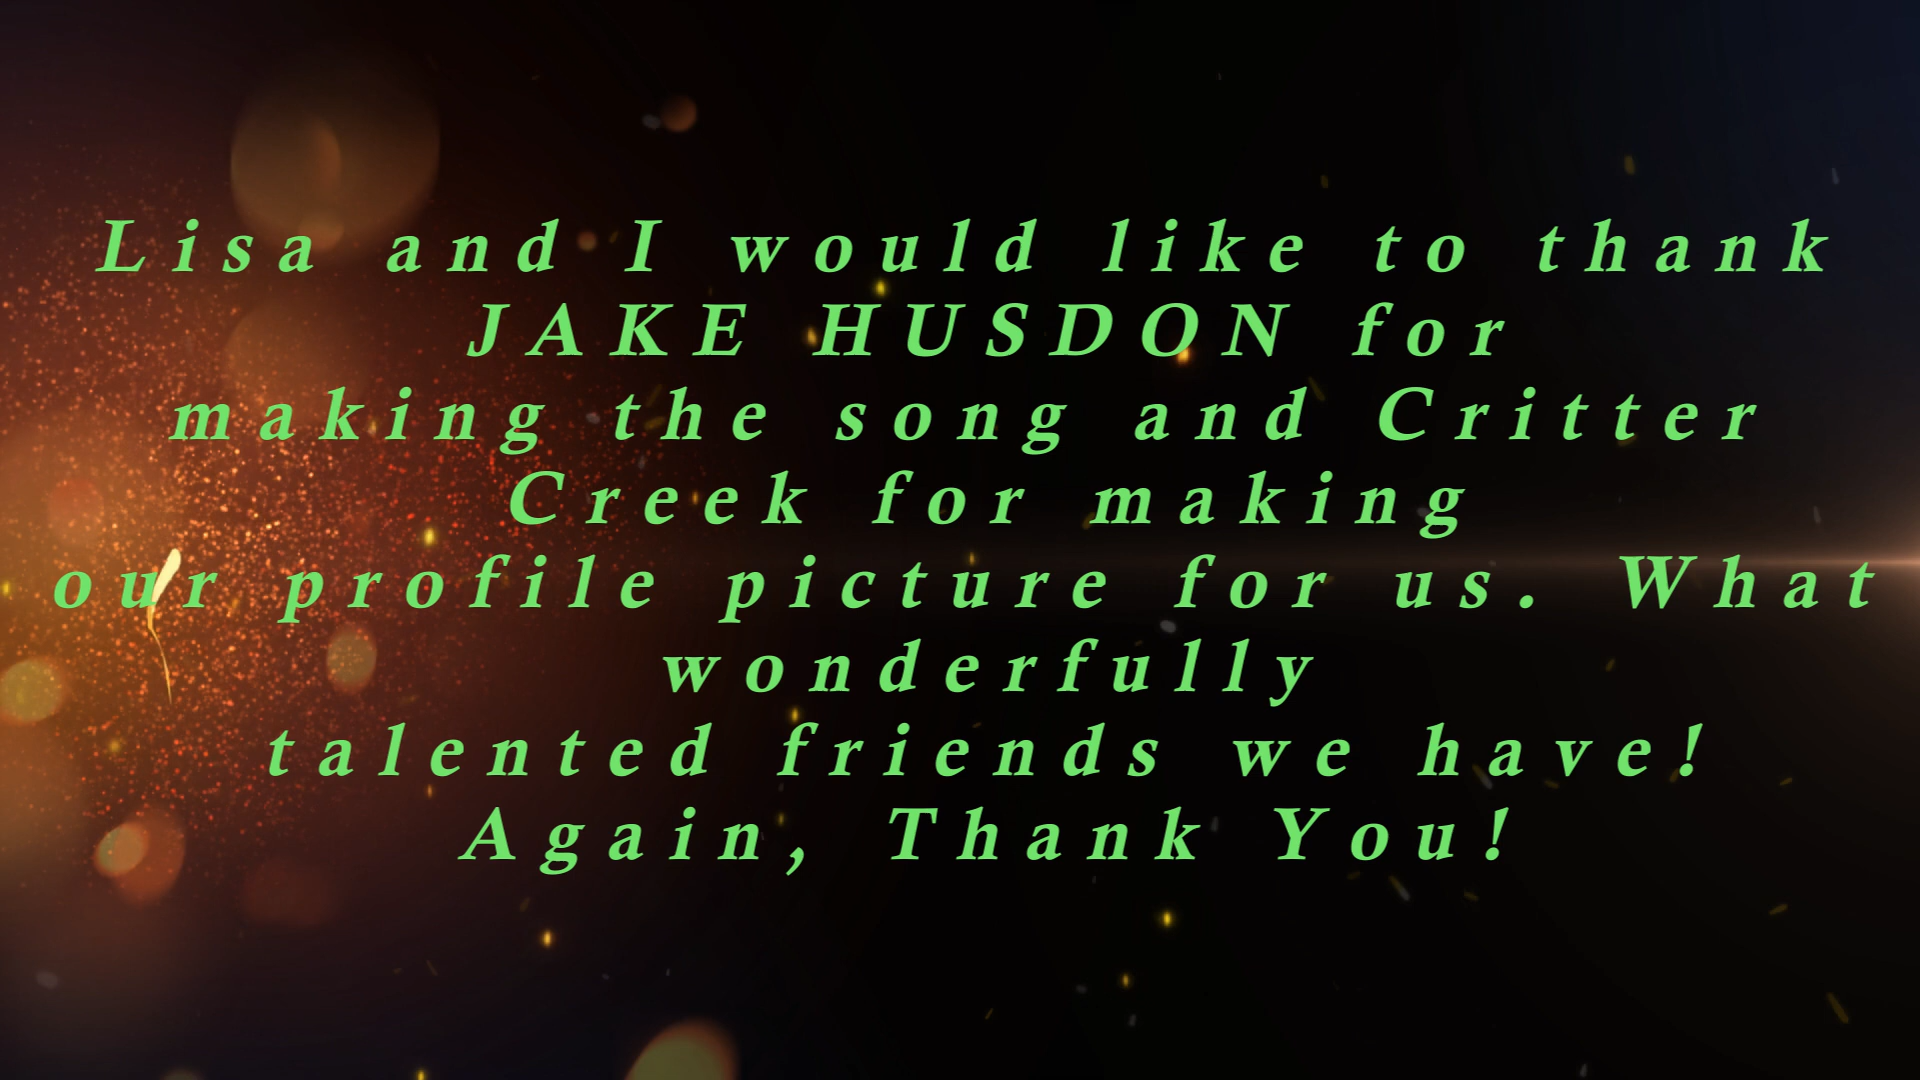 Lisa and I would like to thank
JAKE HUSDON for
making the song and Critter
Creek for making
our profile picture for us. What
wonderfully
talented friends we have!
Again, Thank You!